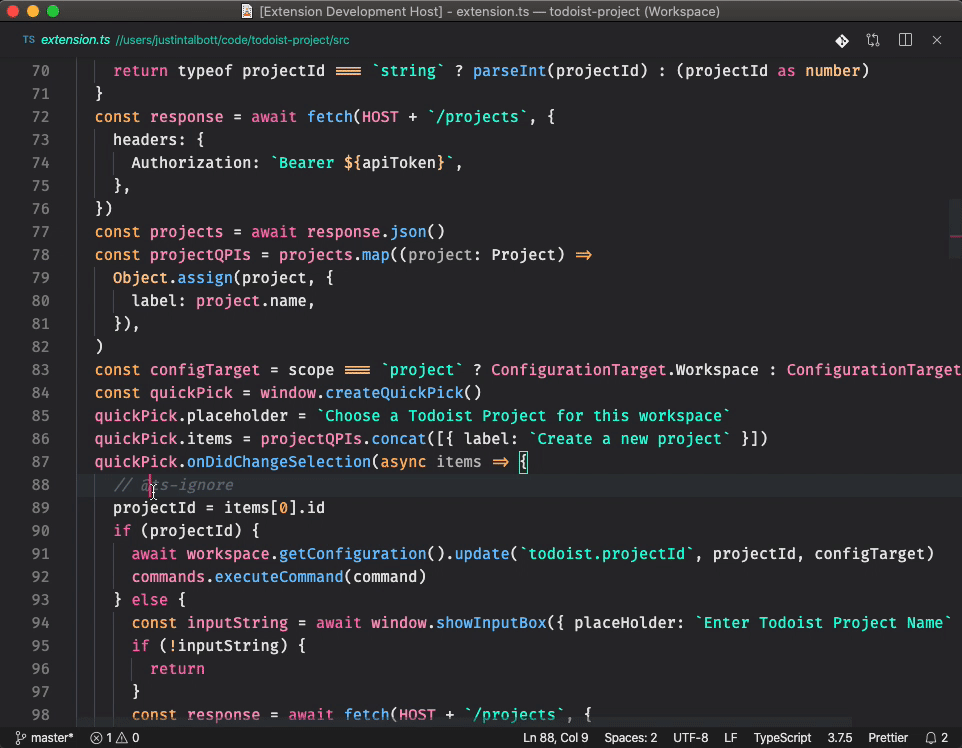 [Extension Development Host] - extension.ts — todoist-project (Workspace)
TS extension.ts //users/justintalbott/code/todoist-project/src
70 return typeof projectId === `string` ? parseInt(projectId) : (projectId as number)
71 }
72 const response = await fetch(HOST + `/projects`, {
73 headers: {
74 Authorization: `Bearer ${apiToken}`,
75 },
76 })
77 const projects = await response.json()
78 const projectQPIs = projects.map((project: Project) =>
79 Object.assign(project, {
80 label: project.name,
81 }),
82 )
83 const configTarget = scope === `project` ? ConfigurationTarget.Workspace : ConfigurationTarget
84 const quickPick = window.createQuickPick()
85 quickPick.placeholder = `Choose a Todoist Project for this workspace`
86 quickPick.items = projectQPIs.concat([{ label: `Create a new project` }])
87 quickPick.onDidChangeSelection(async items => {
88 // @ts-ignore
89 projectId = items[0].id
90 if (projectId) {
91 await workspace.getConfiguration().update(`todoist.projectId`, projectId, configTarget)
92 commands.executeCommand(command)
93 } else {
94 const inputString = await window.showInputBox({ placeHolder: `Enter Todoist Project Name`
95 if (!inputString) {
96 return
97 }
98 const response = await fetch(HOST + `/projects`, {
master* 1 0 Ln 88, Col 9 Spaces: 2 UTF-8 LF TypeScript 3.7.5 Prettier 2